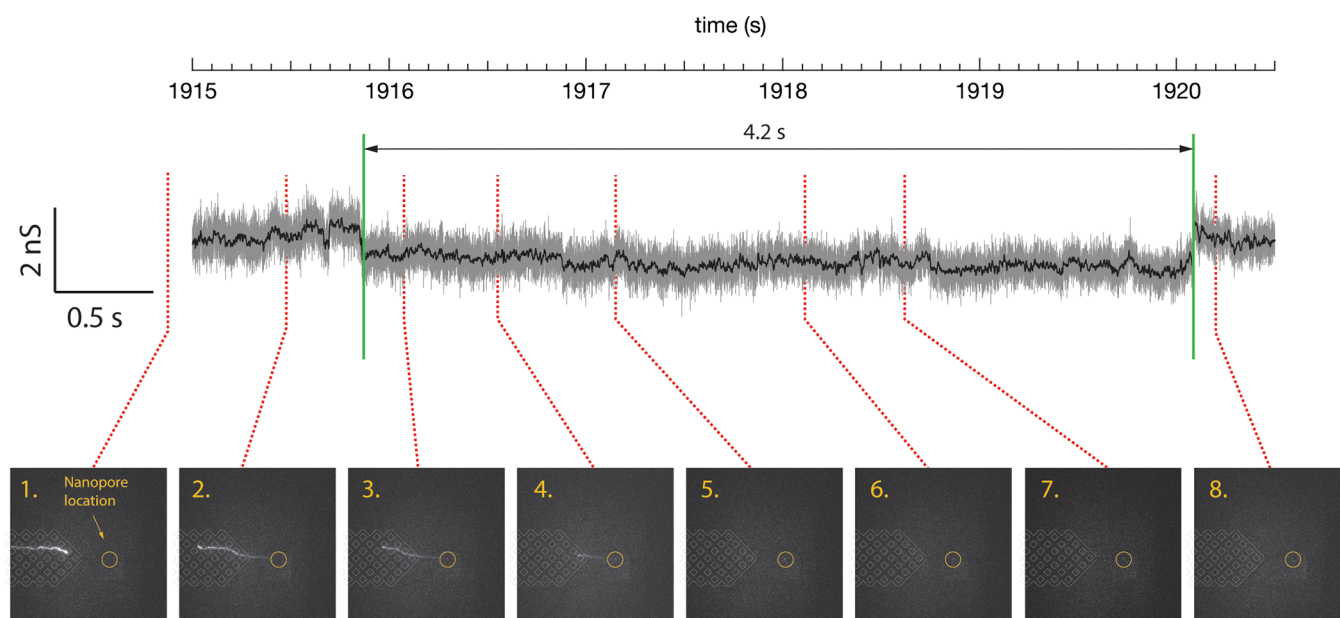 time (s)
1915 1916 1917 1918 1919 1920
4.2 s
2 nS
0.5 s
1. 2. 3. 4. 5. 6. 7. 8.
Nanopore
location